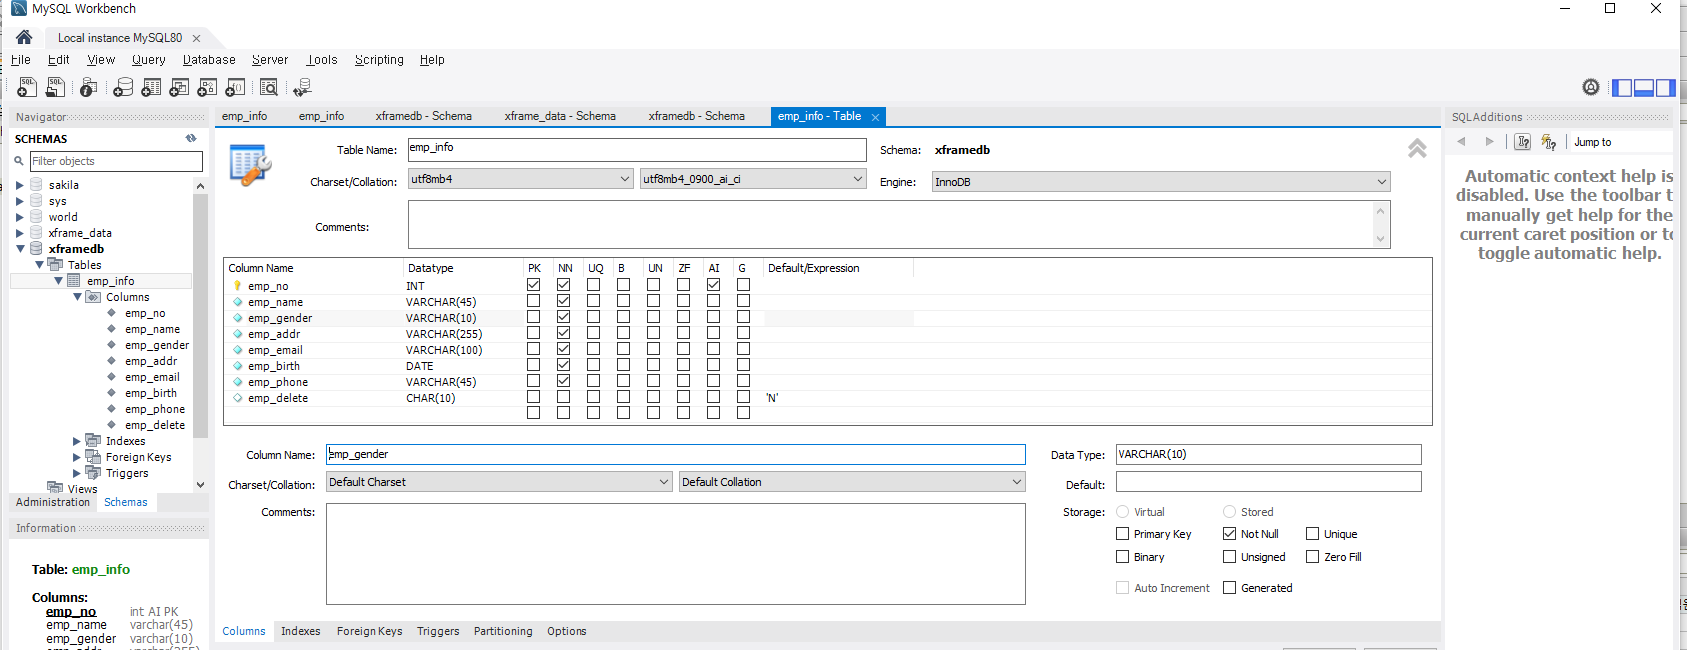 MySQL Workbench
Local instance MySQL80
File Edit View Query Database Server Tools Scripting Help
Navigator
SCHEMAS
Filter objects
sakila
sys
world
xframe_data
xframedb
Tables
emp_info
Columns
emp_no
emp_name
emp_gender
emp_addr
emp_email
emp_birth
emp_phone
emp_delete
Indexes
Foreign Keys
Triggers
Views
Administration Schemas
Information
Table: emp_info
Columns:
emp_no int AI PK
emp_name varchar(45)
emp_gender varchar(10)
emp_info emp_info xframedb - Schema xframe_data - Schema xframedb - Schema emp_info - Table
Table Name: emp_info Schema: xframedb
Charset/Collation: utf8mb4 utf8mb4_0900_ai_ci Engine: InnoDB
Comments:
Column Name Datatype PK NN UQ B UN ZF AI G Default/Expression
emp_no INT
emp_name VARCHAR(45)
emp_gender VARCHAR(10)
emp_addr VARCHAR(255)
emp_email VARCHAR(100)
emp_birth DATE
emp_phone VARCHAR(45)
emp_delete CHAR(10) 'N'
Column Name: emp_gender Data Type: VARCHAR(10)
Charset/Collation: Default Charset Default Collation Default:
Comments: Storage: Virtual Stored
Primary Key Not Null Unique
Binary Unsigned Zero Fill
Auto Increment Generated
Columns Indexes Foreign Keys Triggers Partitioning Options
SQLAdditions
Jump to
Automatic context help is
disabled. Use the toolbar t
manually get help for the
current caret position or to
toggle automatic help.